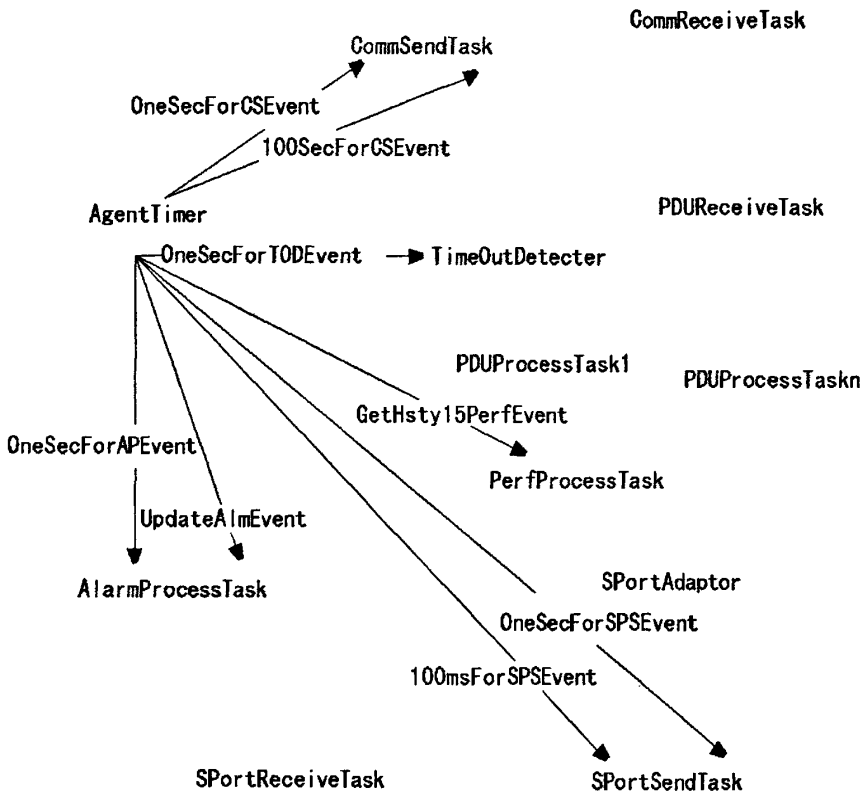 CommReceiveTask
CommSendTask
OneSecForCSEvent
100SecForCSEvent
AgentTimer
PDUReceiveTask
OneSecForTODEvent
TimeOutDetecter
PDUProcessTask1
PDUProcessTaskn
GetHsty15PerfEvent
OneSecForAPEvent
PerfProcessTask
UpdateAlmEvent
AlarmProcessTask
SPortAdaptor
OneSecForSPSEvent
100msForSPSEvent
SPortReceiveTask
SPortSendTask